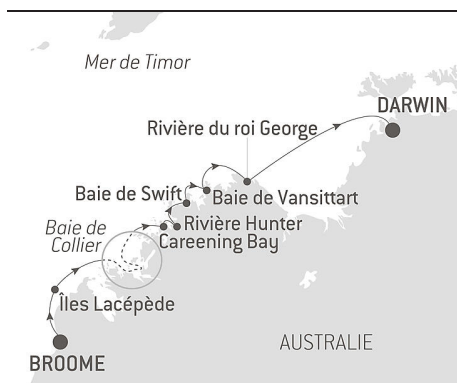 Mer de Timor
DARWIN
Rivière du roi George
Baie de Swift
Baie de Vansittart
Baie de
Collier
Rivière Hunter
Careening Bay
Îles Lacépède
AUSTRALIE
BROOME